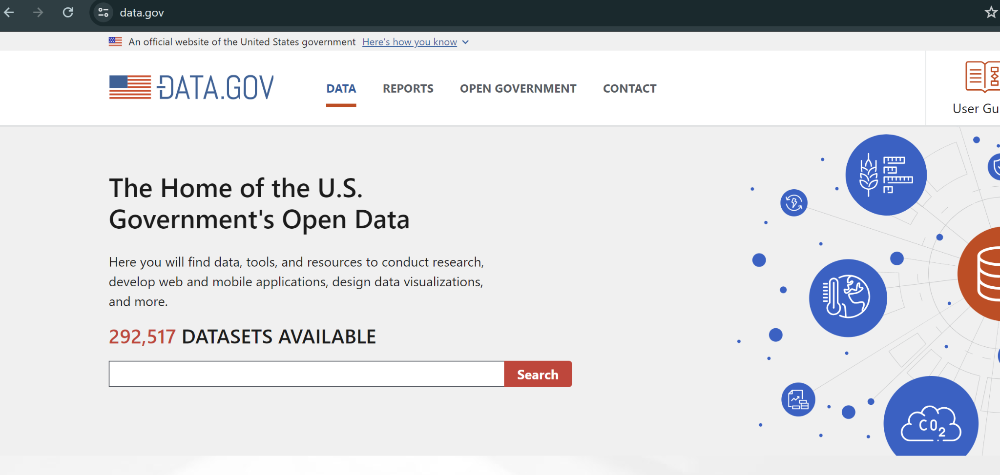 data.gov
An official website of the United States government Here's how you know
DATA.GOV
DATA REPORTS OPEN GOVERNMENT CONTACT
User Gu
The Home of the U.S.
Government's Open Data
Here you will find data, tools, and resources to conduct research,
develop web and mobile applications, design data visualizations,
and more.
292,517 DATASETS AVAILABLE
Search
CO2